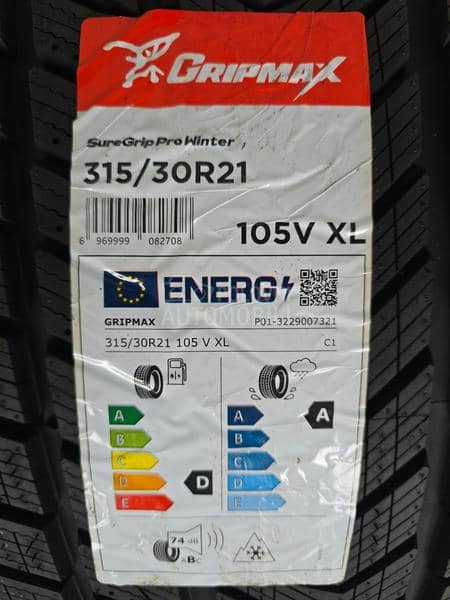 GRIPMAX
SureGrip Pro Winter
315/30R21
6 969999 082708
105V XL
ENERG
GRIPMAX P01-3229007321
315/30R21 105 V XL C1
A A
B B
C C
D D
E E
A
D
74 dB
ABC